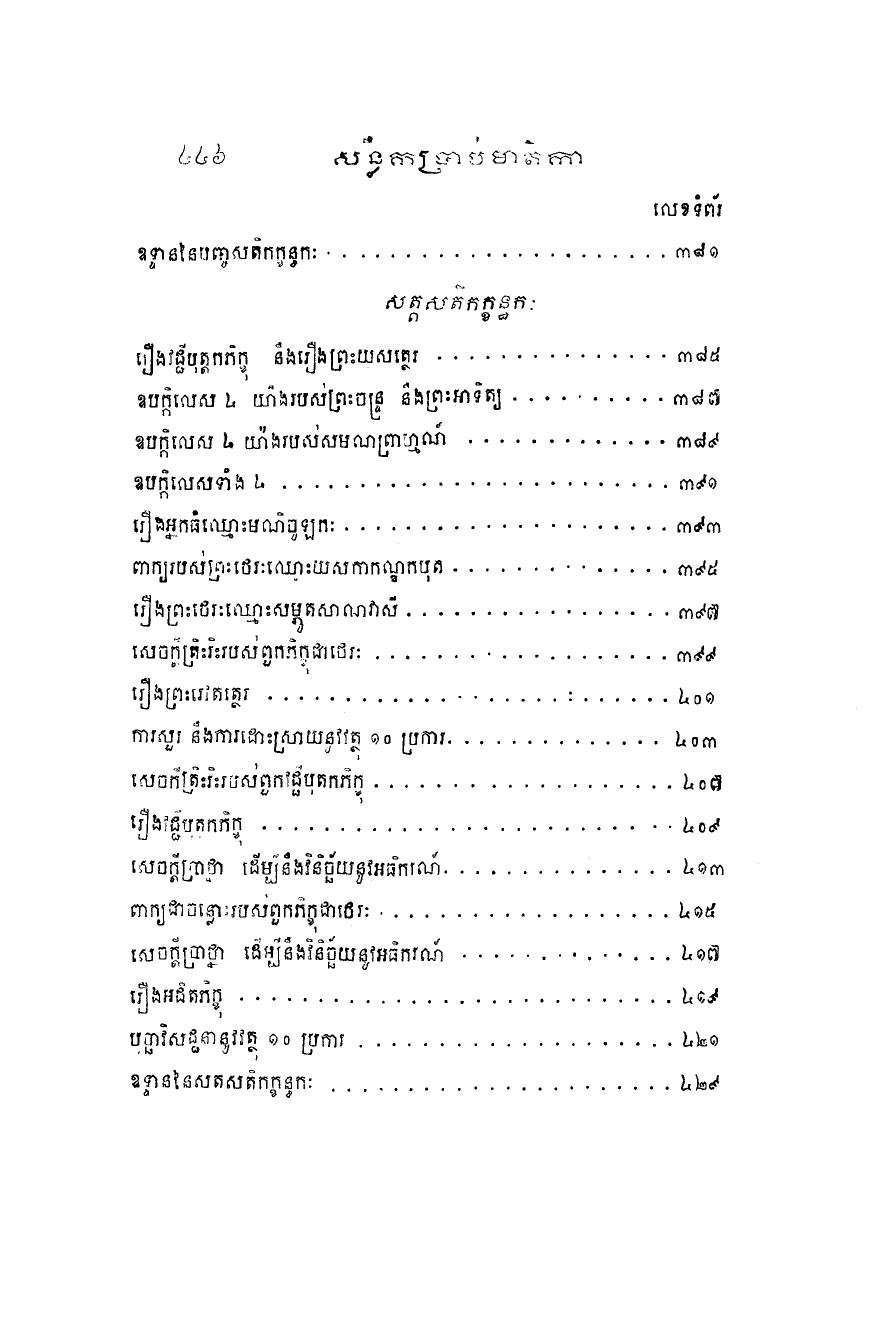 ៤៤៦ សន្លឹកប្រាប់មាតិកា
លេខទំព័រ
ឧទ្ទាននៃបញ្ចសតិកក្ខន្ធកៈ . . . . . . . . . . . . . . . . . . . . . . ៣៨១
សត្តសតិកក្ខន្ធកៈ
រឿងវជ្ជីបុត្តកភិក្ខុ នឹងរឿងព្រះយសត្ថេរ . . . . . . . . . . . . . . . ៣៨៥
ឧបក្កិលេស ៤ យ៉ាងរបស់ព្រះចន្ទ្រ នឹងព្រះអាទិត្យ . . . . . . . . . . ៣៨៧
ឧបក្កិលេស ៤ យ៉ាងរបស់សមណព្រាហ្មណ៍ . . . . . . . . . . . . . ៣៨៩
ឧបក្កិលេសទាំង ៤ . . . . . . . . . . . . . . . . . . . . . . . . . ៣៩១
រឿងអ្នកធំឈ្មោះមណិចូឡកៈ . . . . . . . . . . . . . . . . . . . . . ៣៩៣
ពាក្យរបស់ព្រះថេរៈឈ្មោះយសកាកណ្ឌកបុត . . . . . . . . . . . . . . ៣៩៥
រឿងព្រះថេរៈឈ្មោះសម្ភូតសាណវាសី . . . . . . . . . . . . . . . . . ៣៩៧
សេចក្តីត្រិះរិះរបស់ពួកភិក្ខុជាថេរៈ . . . . . . . . . . . . . . . . . . . ៣៩៩
រឿងព្រះរេវតត្ថេរ . . . . . . . . . . . . . . . . . . . . . . . . . . ៤០១
ការសួរ នឹងការដោះស្រាយនូវវត្ថុ ១០ ប្រការ . . . . . . . . . . . . . . ៤០៣
សេចក្តីត្រិះរិះរបស់ពួកវជ្ជីបុតកភិក្ខុ . . . . . . . . . . . . . . . . . . . ៤០៧
រឿងវជ្ជីបុត្តកភិក្ខុ . . . . . . . . . . . . . . . . . . . . . . . . . . ៤០៩
សេចក្តីប្រាថ្នា ដើម្បីនឹងវិនិច្ឆ័យនូវអធិករណ៍ . . . . . . . . . . . . . . . ៤១៣
ពាក្យជាចន្លោះរបស់ពួកភិក្ខុជាថេរៈ . . . . . . . . . . . . . . . . . . . ៤១៥
សេចក្តីប្រាថ្នា ដើម្បីនឹងវិនិច្ឆ័យនូវអធិករណ៍ . . . . . . . . . . . . . . ៤១៧
រឿងអជិតភិក្ខុ . . . . . . . . . . . . . . . . . . . . . . . . . . . . ៤១៩
បុច្ឆាវិសជ្ជនានូវវត្ថុ ១០ ប្រការ . . . . . . . . . . . . . . . . . . . . ៤២១
ឧទ្ទាននៃសតសតិកក្ខន្ធកៈ . . . . . . . . . . . . . . . . . . . . . . ៤២៩